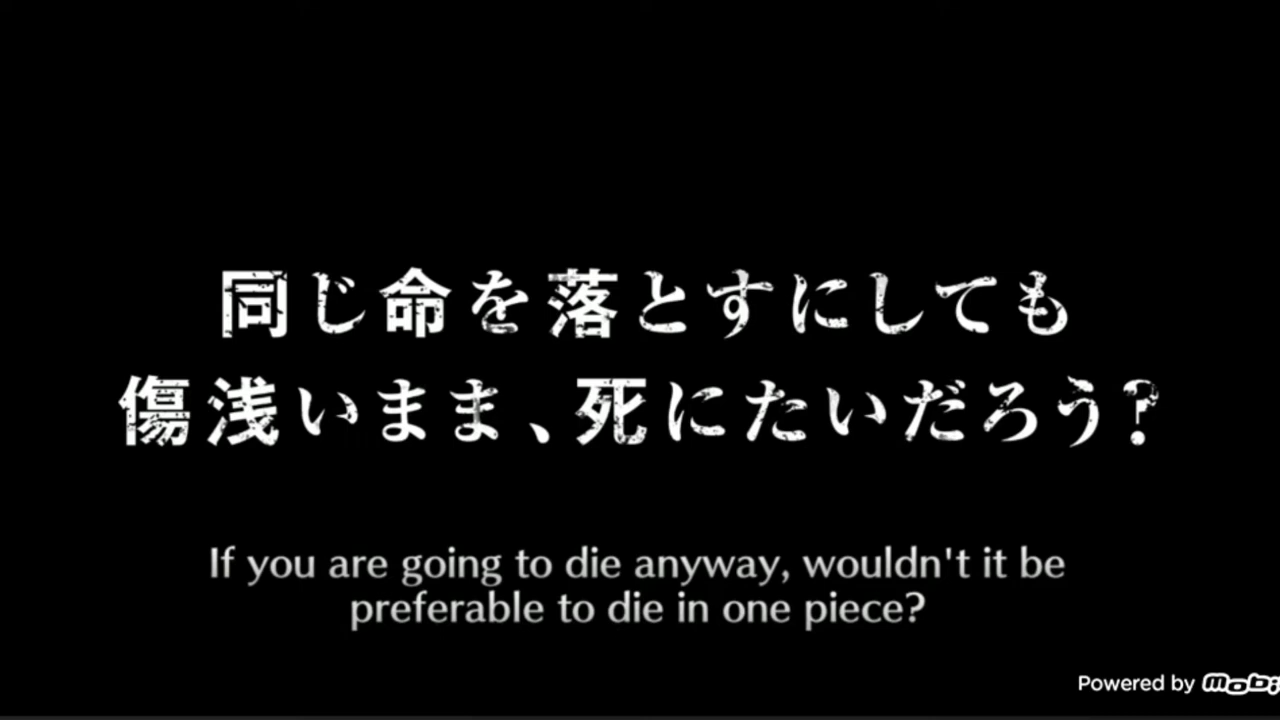 同じ命を落とすにしても
傷浅いまま、死にたいだろう?
If you are going to die anyway, wouldn't it be
preferable to die in one piece?
Powered by